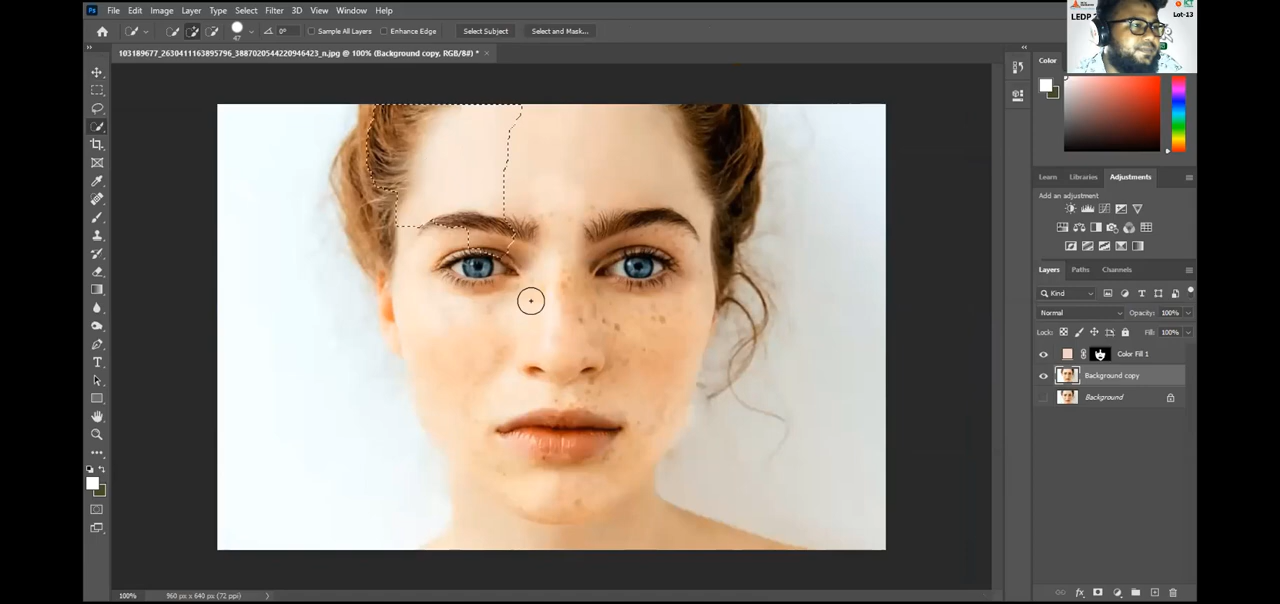 Ps File Edit Image Layer Type Select Filter 3D View Window Help
LEDP
Lot-13
47 0° Sample All Layers Enhance Edge Select Subject Select and Mask...
103189677_2630411163895796_3887020544220946423_n.jpg @ 100% (Background copy, RGB/8#) * ×
Color
Learn Libraries Adjustments
Add an adjustment
Layers Paths Channels
Kind
Normal Opacity: 100%
Lock: Fill: 100%
Color Fill 1
Background copy
Background
T
100% 960 px x 640 px (72 ppi)
fx